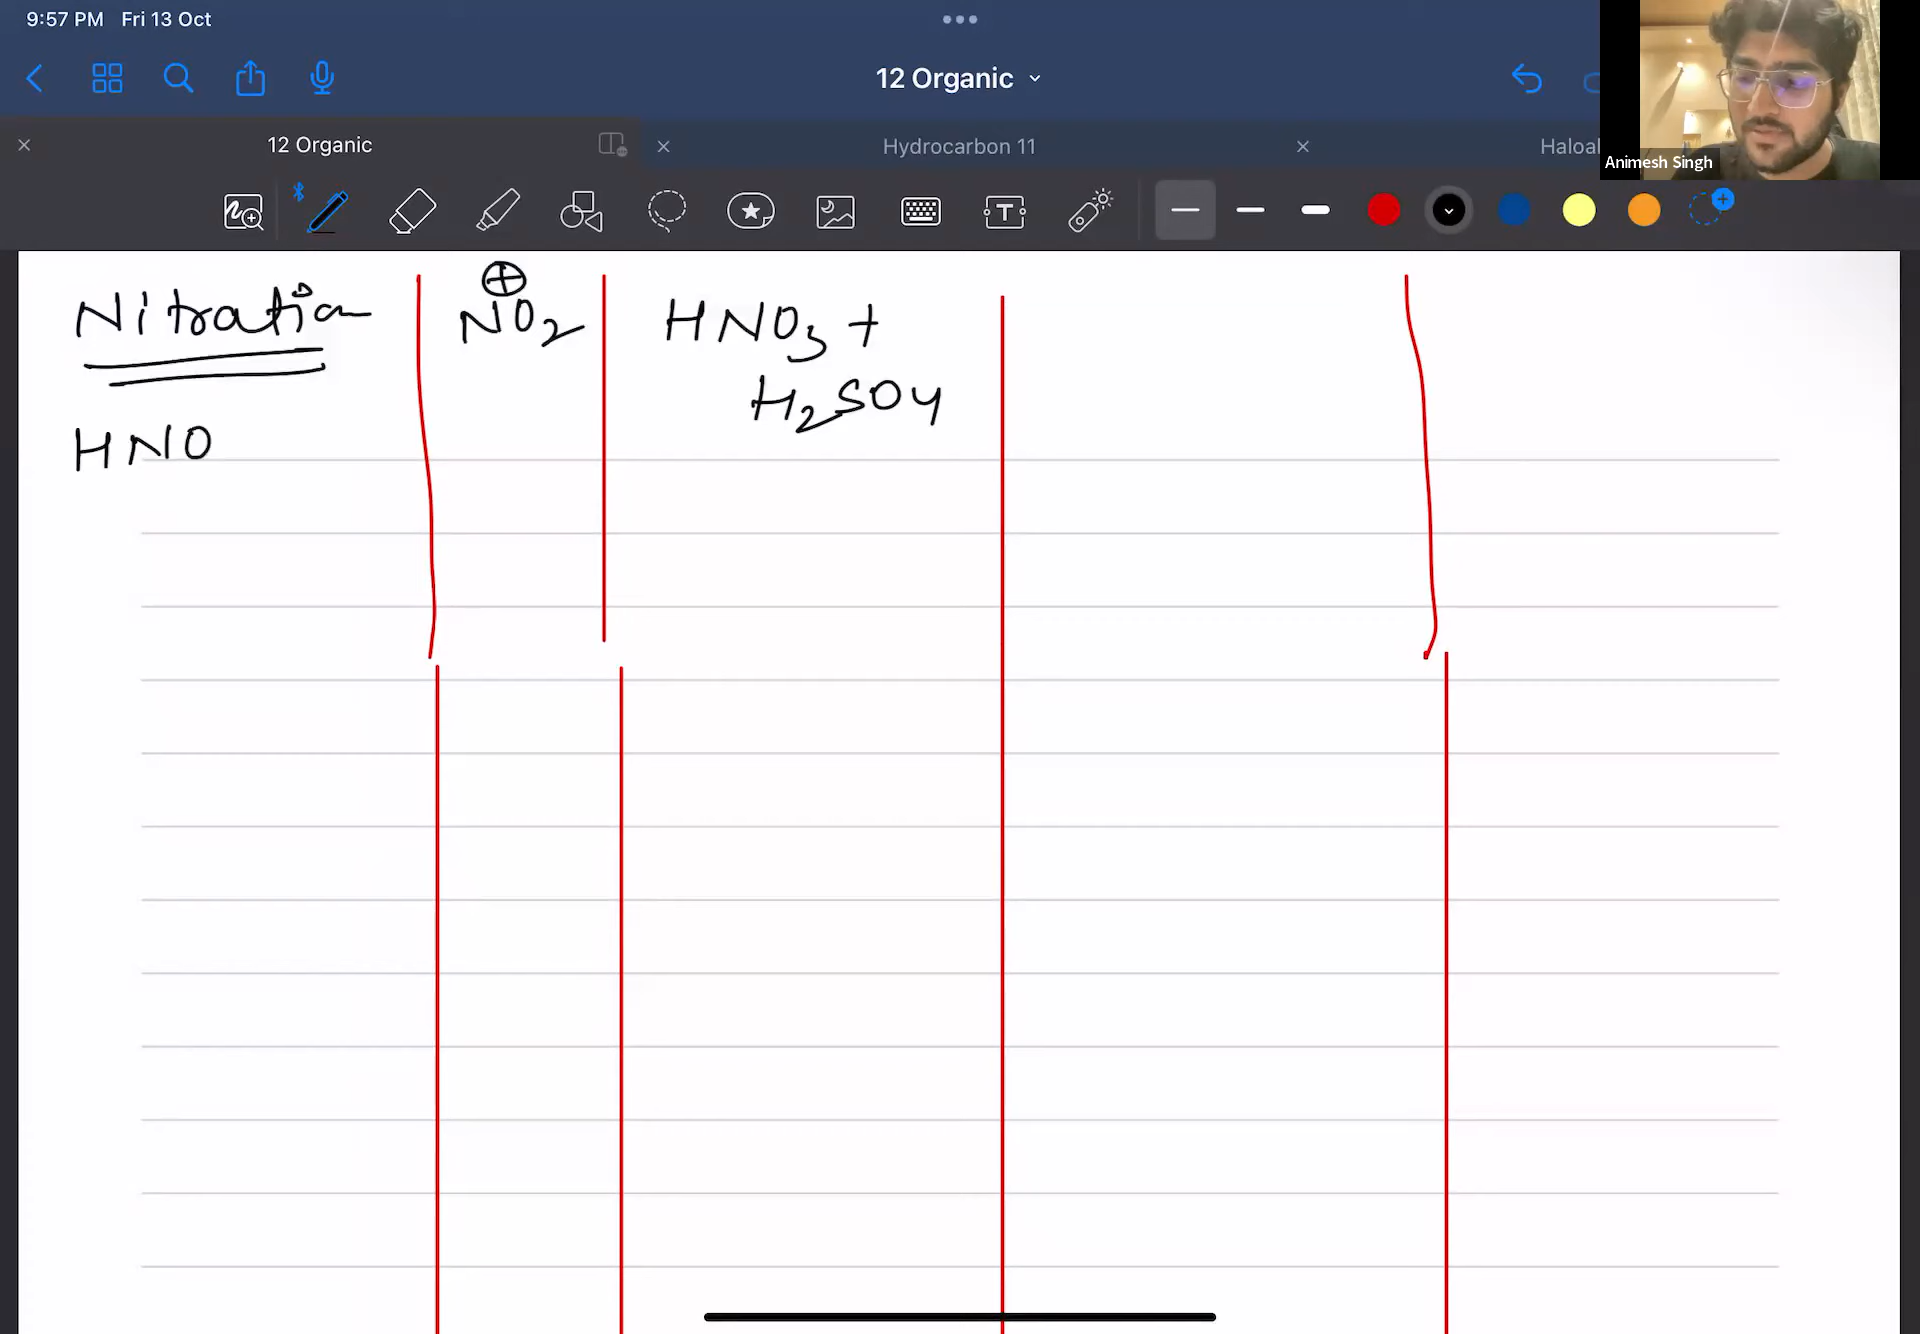 9:57 PM Fri 13 Oct
12 Organic
12 Organic
Hydrocarbon 11
Haloal
Animesh Singh
T
Nitration
⊕
NO2
HNO3 +
H2SO4
HNO